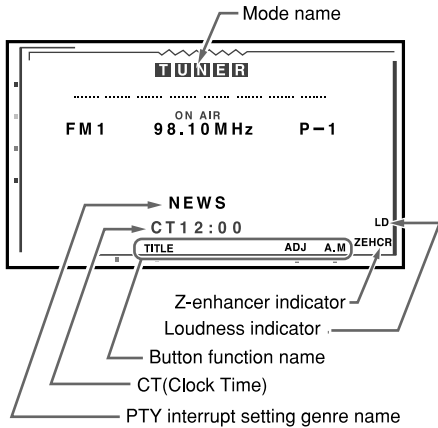 Mode name
TUNER
ON AIR
FM1 98.10MHz P-1
NEWS
LD
CT12:00
TITLE ADJ A.M ZEHCR
Z-enhancer indicator
Loudness indicator
Button function name
CT(Clock Time)
PTY interrupt setting genre name